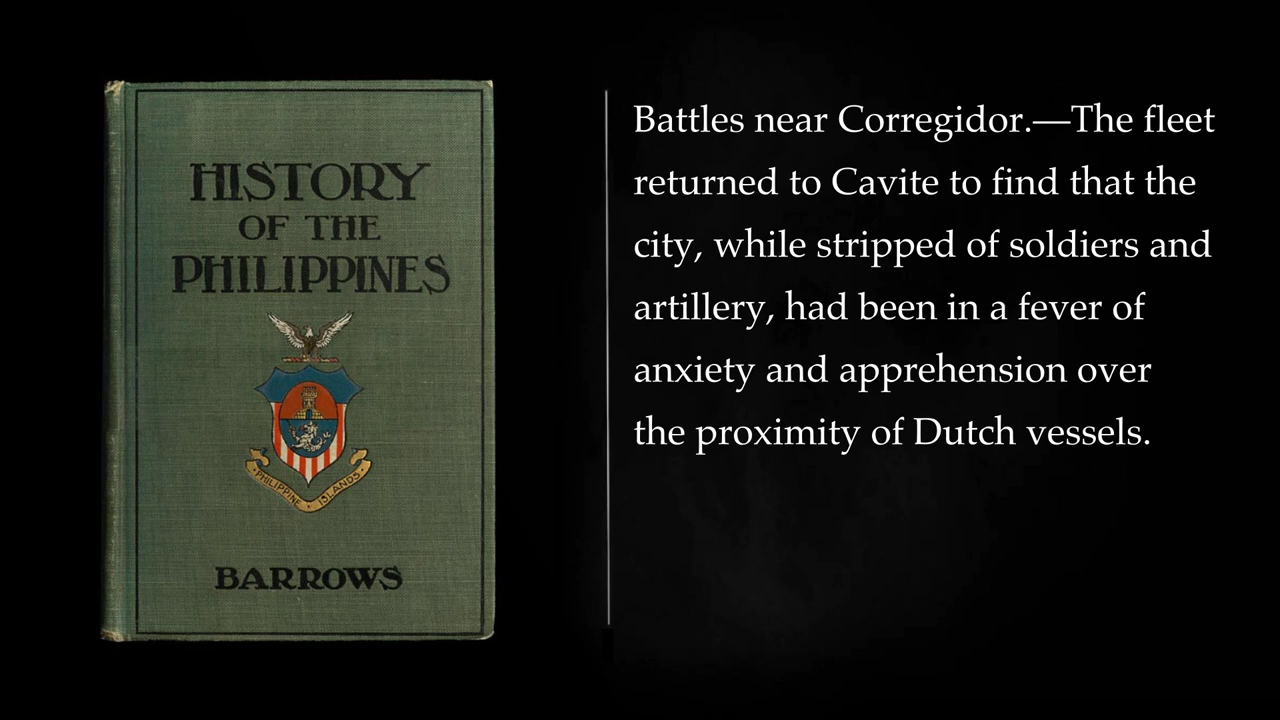 HISTORY
OF THE
PHILIPPINES
PHILIPPINE ISLANDS
BARROWS
Battles near Corregidor.—The fleet
returned to Cavite to find that the
city, while stripped of soldiers and
artillery, had been in a fever of
anxiety and apprehension over
the proximity of Dutch vessels.